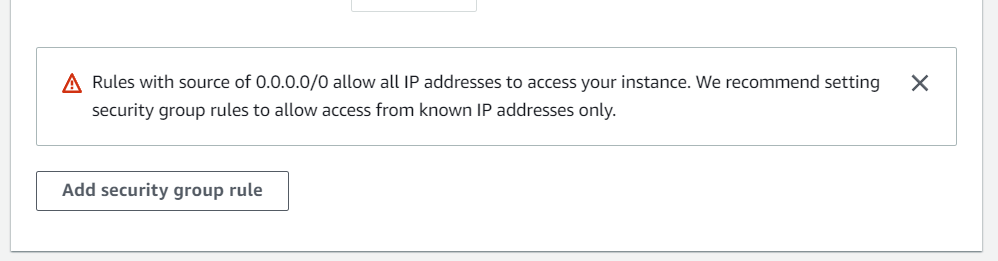 Rules with source of 0.0.0.0/0 allow all IP addresses to access your instance. We recommend setting
security group rules to allow access from known IP addresses only.
Add security group rule